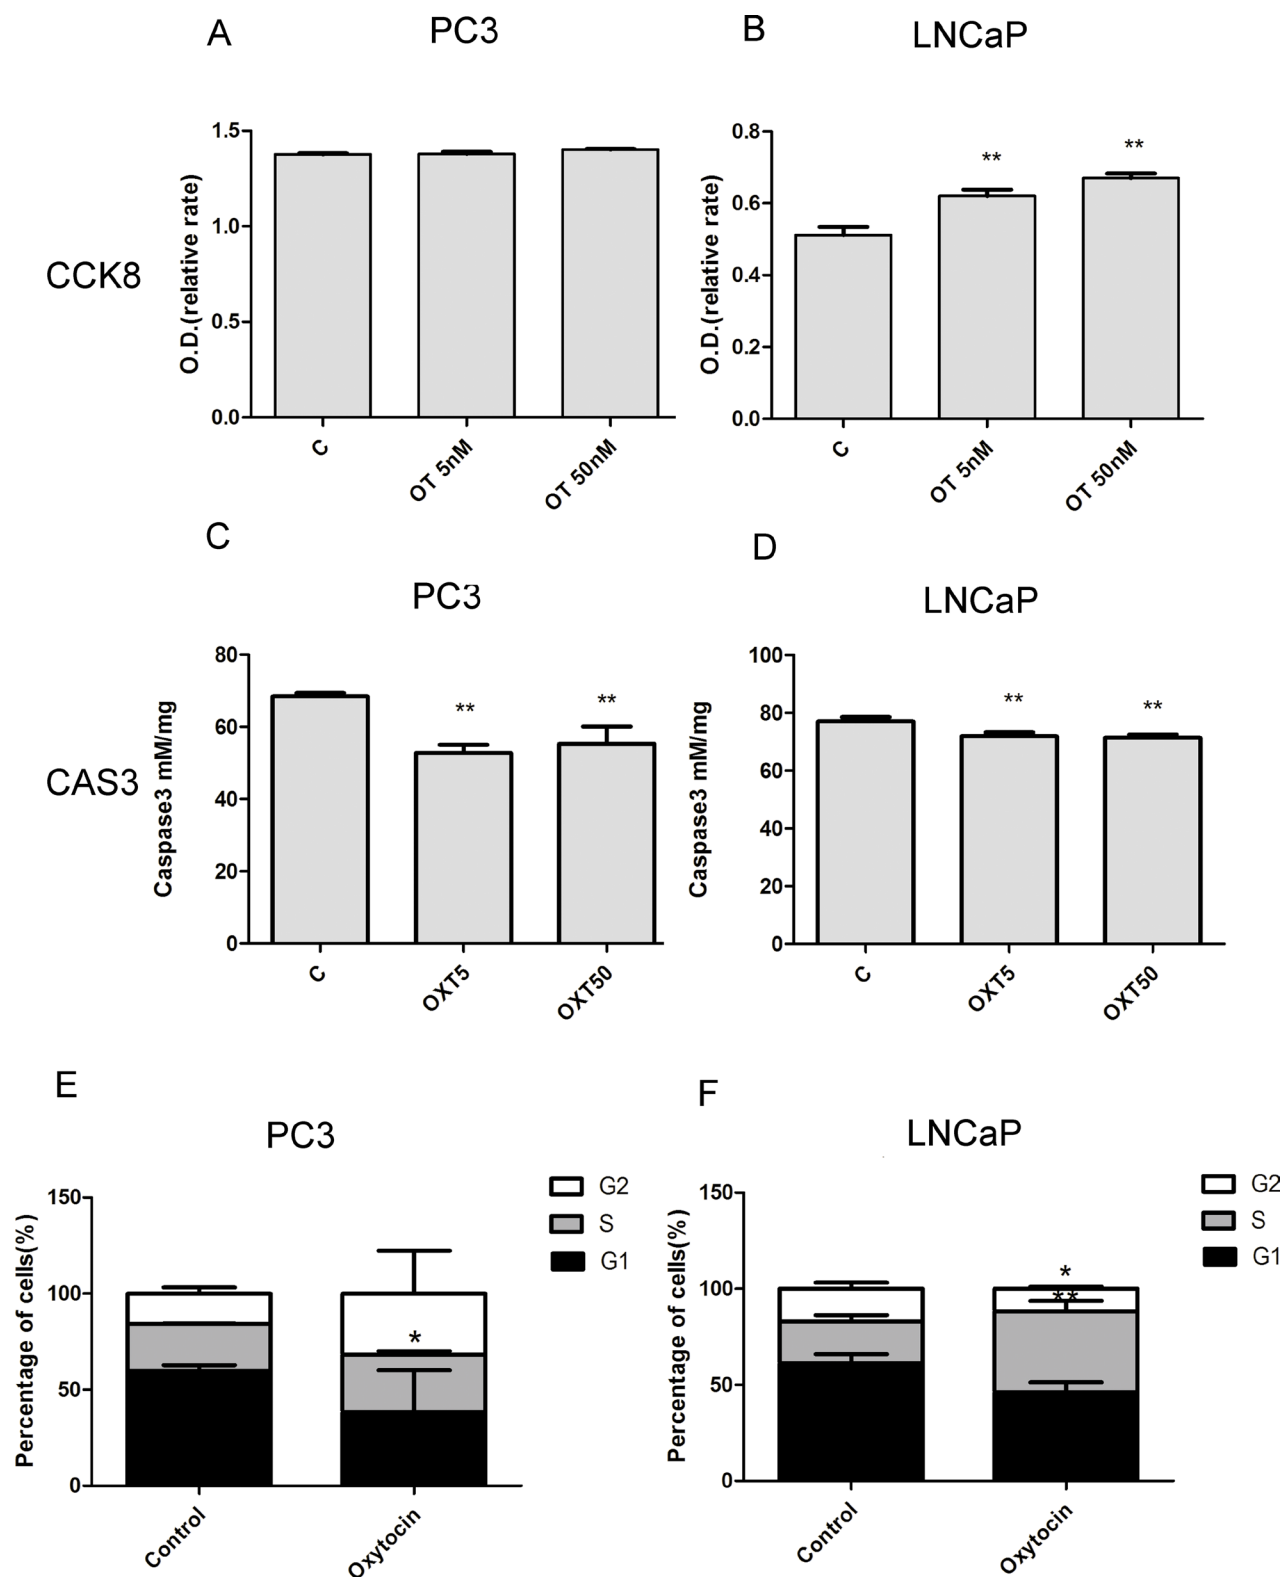 A
PC3
B
LNCaP
CCK8
O.D.(relative rate)
1.5
1.0
0.5
0.0
C
OT 5nM
OT 50nM
O.D.(relative rate)
0.8
0.6
0.4
0.2
0.0
**
**
C
OT 5nM
OT 50nM
C
PC3
D
LNCaP
CAS3
Caspase3 mM/mg
80
60
40
20
0
**
**
C
OXT5
OXT50
Caspase3 mM/mg
100
80
60
40
20
0
**
**
C
OXT5
OXT50
E
PC3
F
LNCaP
Percentage of cells(%)
150
100
50
0
*
G2
S
G1
Control
Oxytocin
Percentage of cells(%)
150
100
50
0
*
**
G2
S
G1
Control
Oxytocin